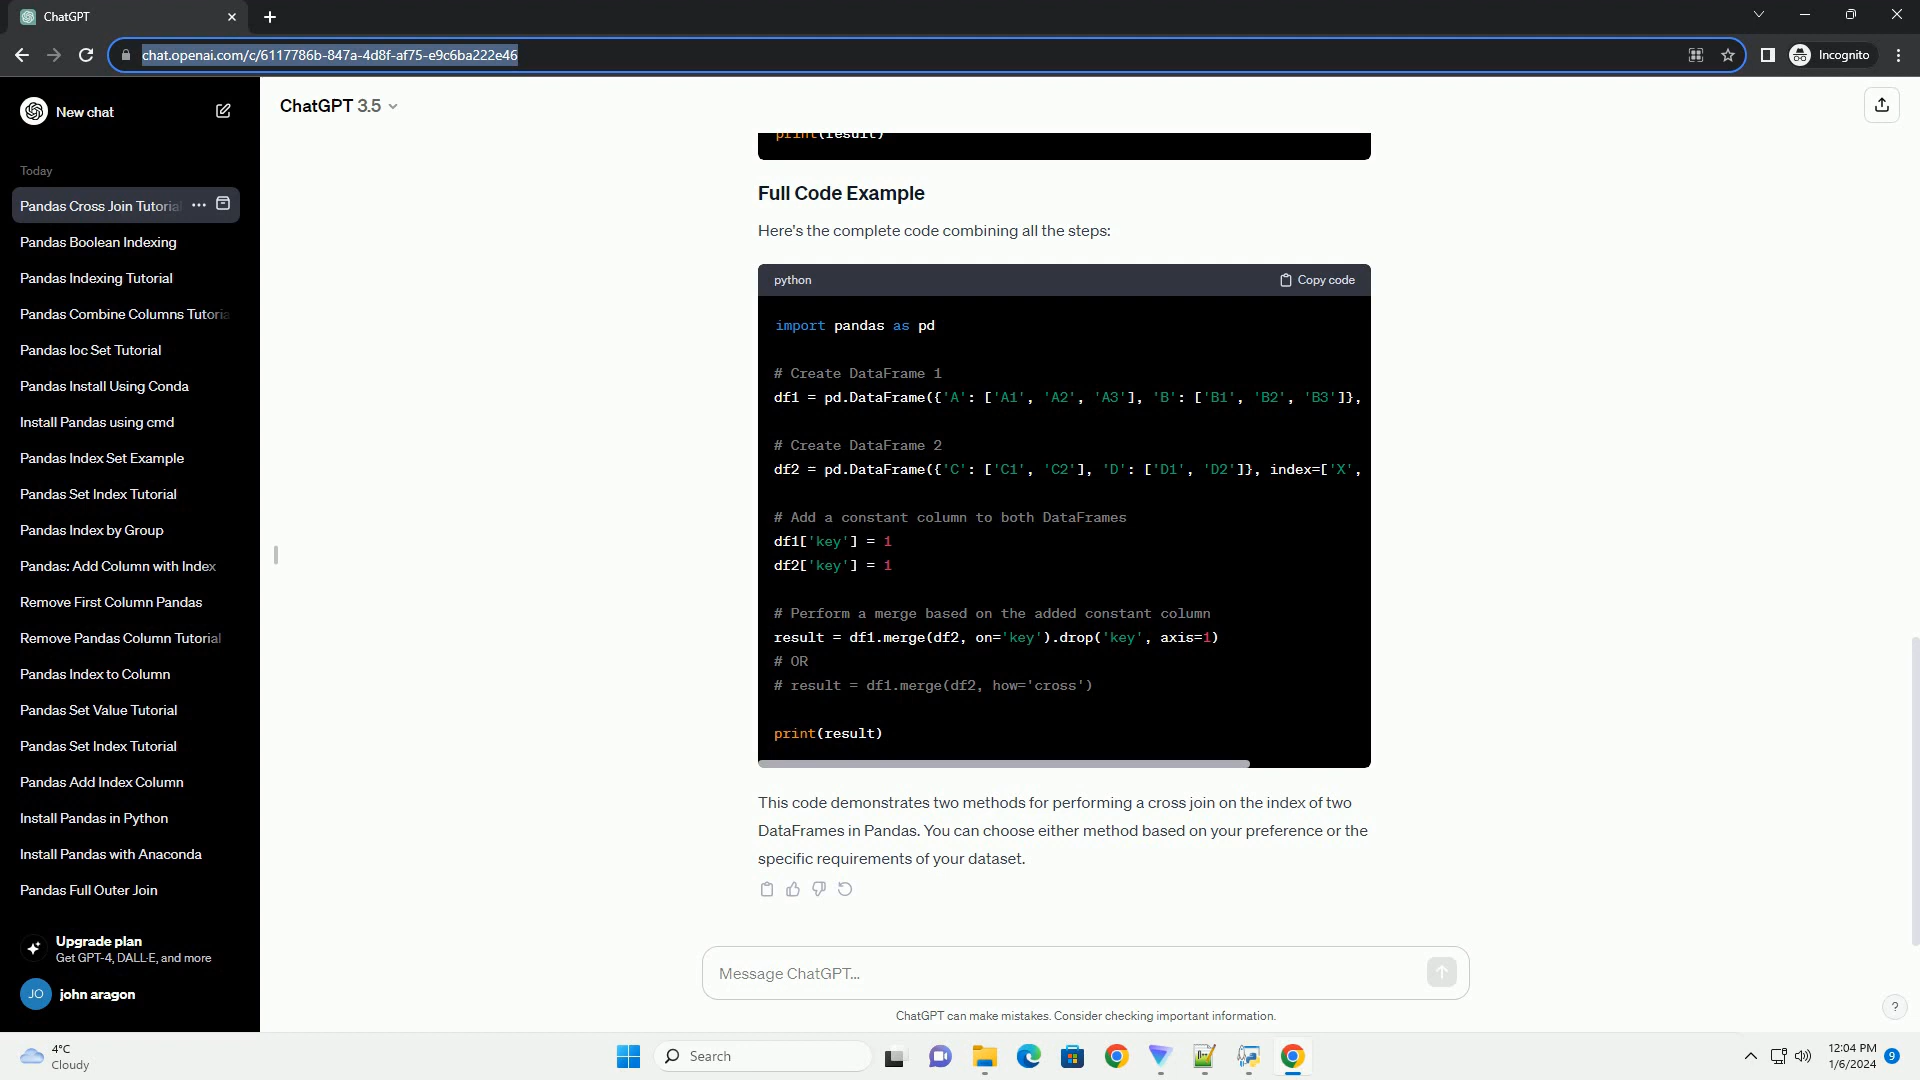 ChatGPT
chat.openai.com/c/6117786b-847a-4d8f-af75-e9c6ba222e46
Incognito
New chat
Today
Pandas Cross Join Tutorial
Pandas Boolean Indexing
Pandas Indexing Tutorial
Pandas Combine Columns Tutoria
Pandas loc Set Tutorial
Pandas Install Using Conda
Install Pandas using cmd
Pandas Index Set Example
Pandas Set Index Tutorial
Pandas Index by Group
Pandas: Add Column with Index
Remove First Column Pandas
Remove Pandas Column Tutorial
Pandas Index to Column
Pandas Set Value Tutorial
Pandas Set Index Tutorial
Pandas Add Index Column
Install Pandas in Python
Install Pandas with Anaconda
Pandas Full Outer Join
Upgrade plan
Get GPT-4, DALL·E, and more
JO john aragon
ChatGPT 3.5
print(result)
Full Code Example
Here's the complete code combining all the steps:
python
Copy code
import pandas as pd
# Create DataFrame 1
df1 = pd.DataFrame({'A': ['A1', 'A2', 'A3'], 'B': ['B1', 'B2', 'B3']},
# Create DataFrame 2
df2 = pd.DataFrame({'C': ['C1', 'C2'], 'D': ['D1', 'D2']}, index=['X',
# Add a constant column to both DataFrames
df1['key'] = 1
df2['key'] = 1
# Perform a merge based on the added constant column
result = df1.merge(df2, on='key').drop('key', axis=1)
# OR
# result = df1.merge(df2, how='cross')
print(result)
This code demonstrates two methods for performing a cross join on the index of two
DataFrames in Pandas. You can choose either method based on your preference or the
specific requirements of your dataset.
Message ChatGPT...
ChatGPT can make mistakes. Consider checking important information.
?
4°C
Cloudy
Search
12:04 PM
1/6/2024
9